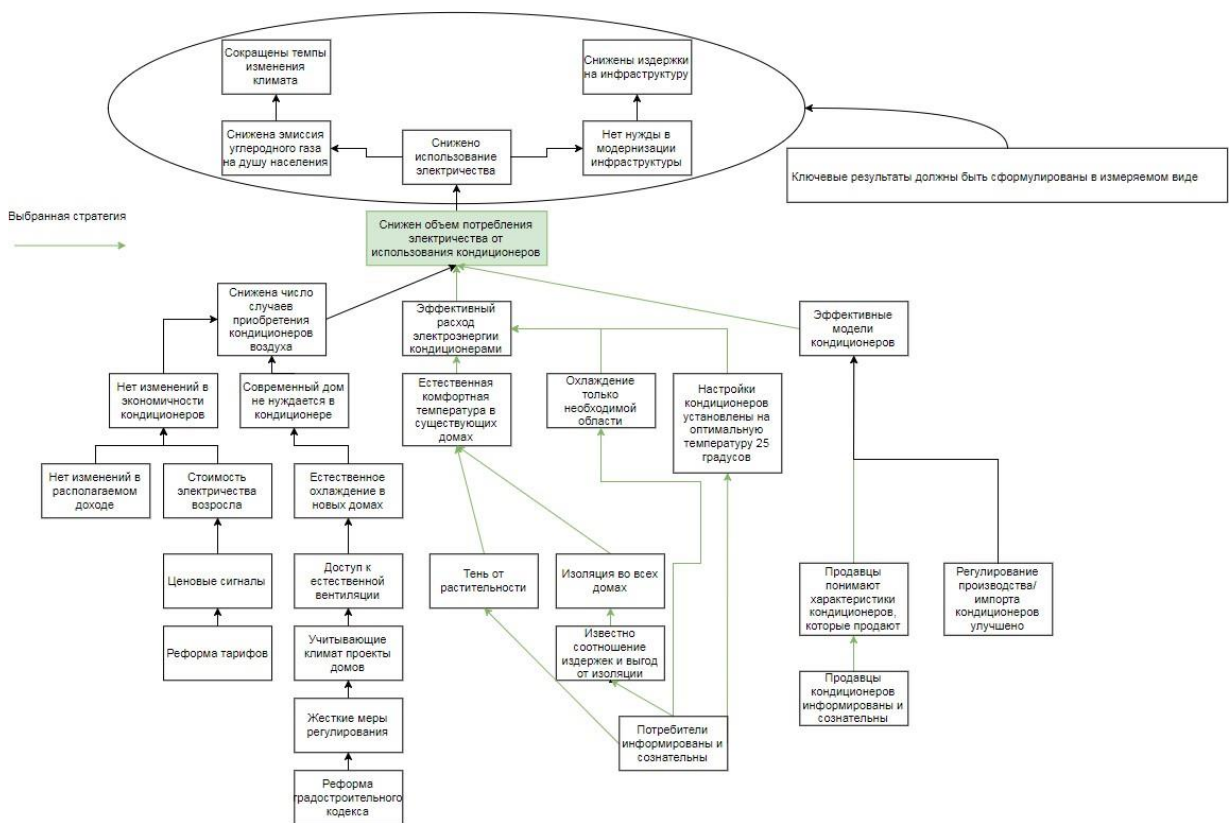 Сокращены темпы
изменения
климата
Снижены издержки
на инфраструктуру
Снижена эмиссия
углеродного газа
на душу населения
Снижено
использование
электричества
Нет нужды в
модернизации
инфраструктуры
Ключевые результаты должны быть сформулированы в измеряемом виде
Выбранная стратегия
Снижен объем потребления
электричества от
использования кондиционеров
Снижена число
случаев
приобретения
кондиционеров
воздуха
Эффективный
расход
электроэнергии
кондиционерами
Эффективные
модели
кондиционеров
Нет изменений в
экономичности
кондиционеров
Современный дом
не нуждается в
кондиционере
Естественная
комфортная
температура в
существующих
домах
Охлаждение
только
необходимой
области
Настройки
кондиционеров
установлены на
оптимальную
температуру 25
градусов
Нет изменений в
располагаемом
доходе
Стоимость
электричества
возросла
Естественное
охлаждение в
новых домах
Ценовые сигналы
Доступ к
естественной
вентиляции
Тень от
растительности
Изоляция во всех
домах
Продавцы
понимают
характеристики
кондиционеров,
которые продают
Регулирование
производства/
импорта
кондиционеров
улучшено
Реформа тарифов
Учитывающие
климат проекты
домов
Известно
соотношение
издержек и выгод
от изоляции
Продавцы
кондиционеров
информированы и
сознательны
Жесткие меры
регулирования
Потребители
информированы и
сознательны
Реформа
градостроительного
кодекса